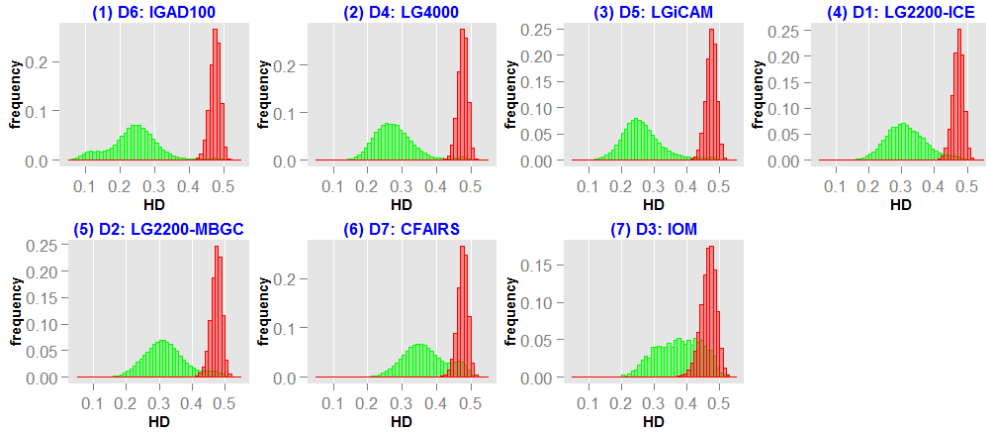 (1) D6: IGAD100
(2) D4: LG4000
(3) D5: LGiCAM
(4) D1: LG2200-ICE
frequency
0.2
0.1
0.0
0.1 0.2 0.3 0.4 0.5
HD
frequency
0.2
0.1
0.0
0.1 0.2 0.3 0.4 0.5
HD
frequency
0.25
0.20
0.15
0.10
0.05
0.00
0.1 0.2 0.3 0.4 0.5
HD
frequency
0.25
0.20
0.15
0.10
0.05
0.00
0.1 0.2 0.3 0.4 0.5
HD
(5) D2: LG2200-MBGC
(6) D7: CFAIRS
(7) D3: IOM
frequency
0.25
0.20
0.15
0.10
0.05
0.00
0.1 0.2 0.3 0.4 0.5
HD
frequency
0.2
0.1
0.0
0.1 0.2 0.3 0.4 0.5
HD
frequency
0.15
0.10
0.05
0.00
0.1 0.2 0.3 0.4 0.5
HD